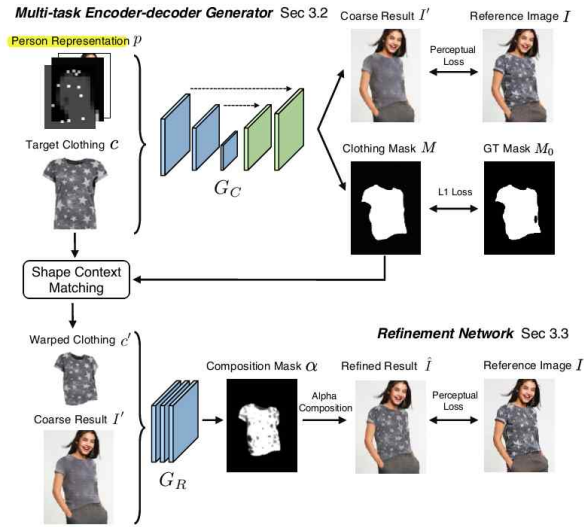 Multi-task Encoder-decoder Generator Sec 3.2
Person Representation p
Target Clothing c
G_C
Coarse Result I′
Perceptual
Loss
Reference Image I
Clothing Mask M
L1 Loss
GT Mask M_0
Shape Context
Matching
Refinement Network Sec 3.3
Warped Clothing c′
Coarse Result I′
G_R
Composition Mask α
Alpha
Composition
Refined Result Î
Perceptual
Loss
Reference Image I